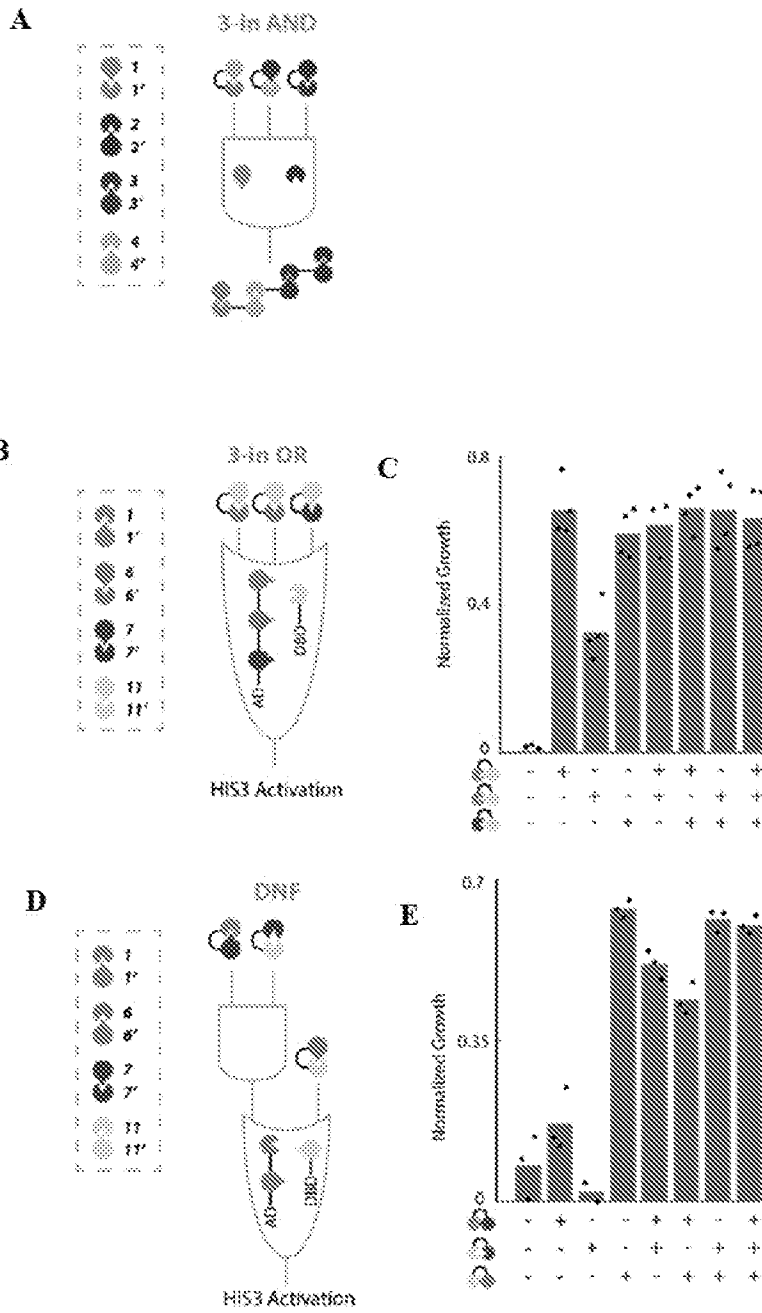 A
3-in AND
1
1'
2
2'
3
3'
4
4'
B
3-in OR
1
1'
6
6'
7
7'
11
11'
AD
DBD
HIS3 Activation
C
Normalized Growth
0.8
0.4
0
- + - - + + - +
- - + - + - + +
- - - + - + + +
D
DNF
1
1'
6
6'
7
7'
11
11'
AD
DBD
HIS3 Activation
E
Normalized Growth
0.7
0.35
0
- + - - + + - +
- - + - + - + +
- - - + - + + +